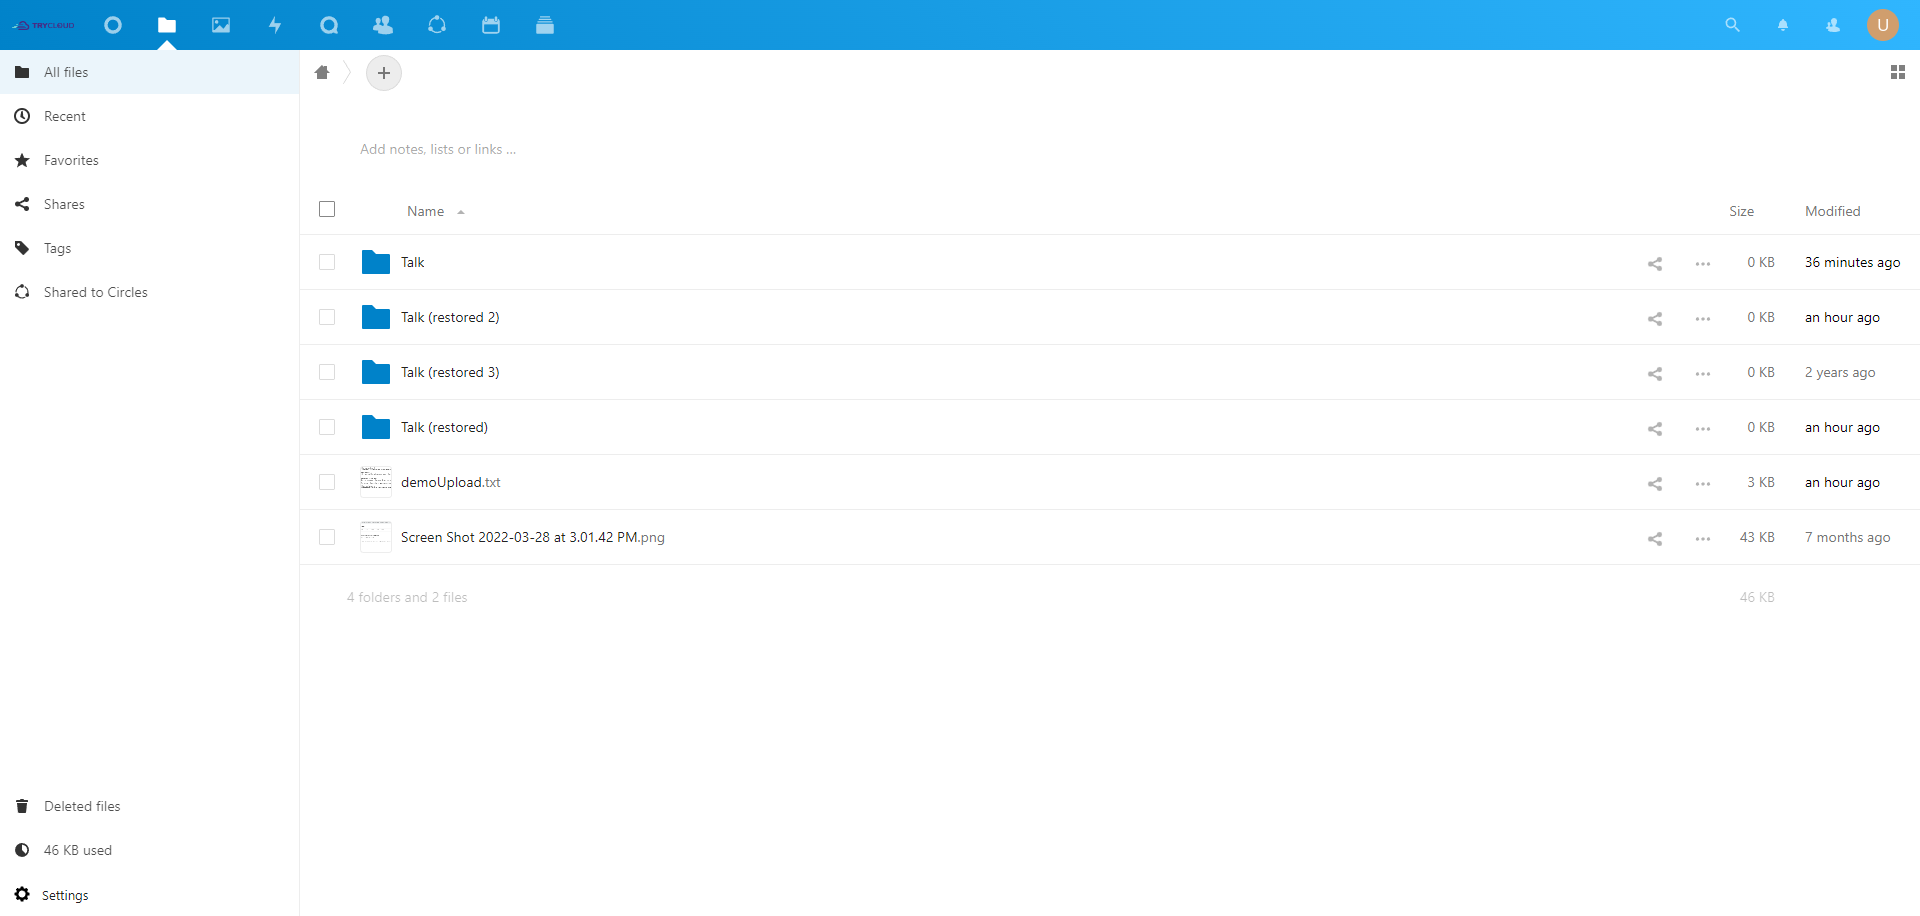 TRYCLOUD
U
All files
Recent
Favorites
Shares
Tags
Shared to Circles
Add notes, lists or links ...
Name Size Modified
Talk 0 KB 36 minutes ago
Talk (restored 2) 0 KB an hour ago
Talk (restored 3) 0 KB 2 years ago
Talk (restored) 0 KB an hour ago
demoUpload.txt 3 KB an hour ago
Screen Shot 2022-03-28 at 3.01.42 PM.png 43 KB 7 months ago
4 folders and 2 files 46 KB
Deleted files
46 KB used
Settings